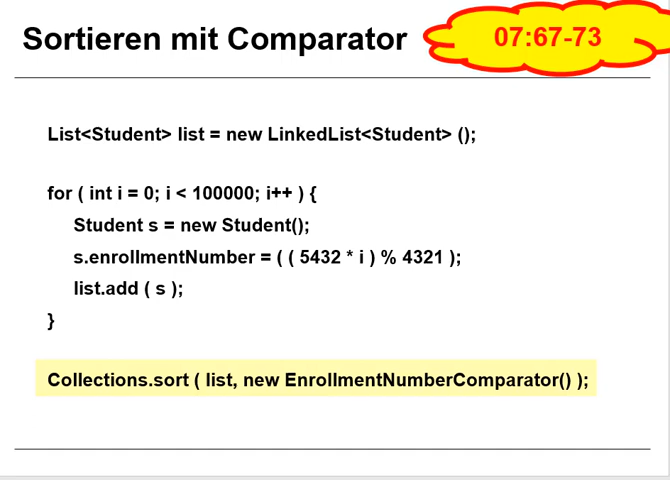 Sortieren mit Comparator
07:67-73
List<Student> list = new LinkedList<Student> ();
for ( int i = 0; i < 100000; i++ ) {
Student s = new Student();
s.enrollmentNumber = ( ( 5432 * i ) % 4321 );
list.add ( s );
}
Collections.sort ( list, new EnrollmentNumberComparator() );